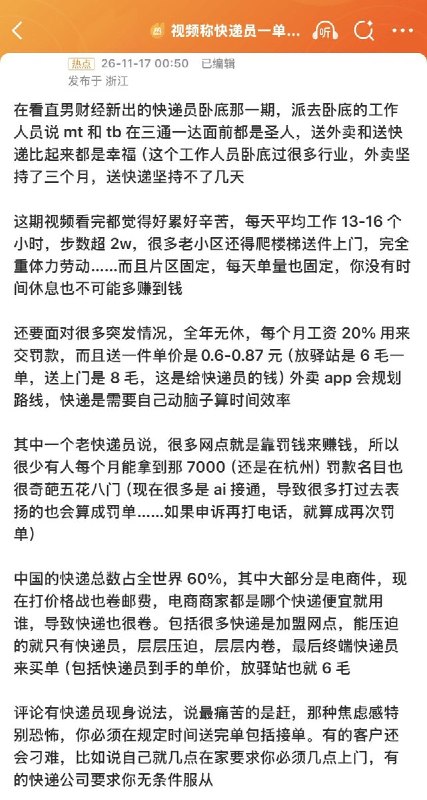 视频称快递员一单...
听
热点 26-11-17 00:50 已编辑
发布于 浙江
在看直男财经新出的快递员卧底那一期，派去卧底的工作
人员说 mt 和 tb 在三通一达面前都是圣人，送外卖和送快
递比起来都是幸福（这个工作人员卧底过很多行业，外卖坚
持了三个月，送快递坚持不了几天
这期视频看完都觉得好累好辛苦，每天平均工作 13-16 个
小时，步数超 2w，很多老小区还得爬楼梯送件上门，完全
重体力劳动......而且片区固定，每天单量也固定，你没有时
间休息也不可能多赚到钱
还要面对很多突发情况，全年无休，每个月工资 20% 用来
交罚款，而且送一件单价是 0.6-0.87 元（放驿站是 6 毛一
单，送上门是 8 毛，这是给快递员的钱）外卖 app 会规划
路线，快递是需要自己动脑子算时间效率
其中一个老快递员说，很多网点就是靠罚钱来赚钱，所以
很少有人每个月能拿到那 7000（还是在杭州）罚款名目也
很奇葩五花八门（现在很多是 ai 接通，导致很多打过去表
扬的也会算成罚单......如果申诉再打电话，就算成再次罚
单）
中国的快递总数占全世界 60%，其中大部分是电商件，现
在打价格战也卷邮费，电商商家都是哪个快递便宜就用
谁，导致快递也很卷。包括很多快递是加盟网点，能压迫
的就只有快递员，层层压迫，层层内卷，最后终端快递员
来买单（包括快递员到手的单价，放驿站也就 6 毛
评论有快递员现身说法，说最痛苦的是赶，那种焦虑感特
别恐怖，你必须在规定时间送完单包括接单。有的客户还
会刁难，比如说自己就几点在家要求你必须几点上门，有
的快递公司要求你无条件服从